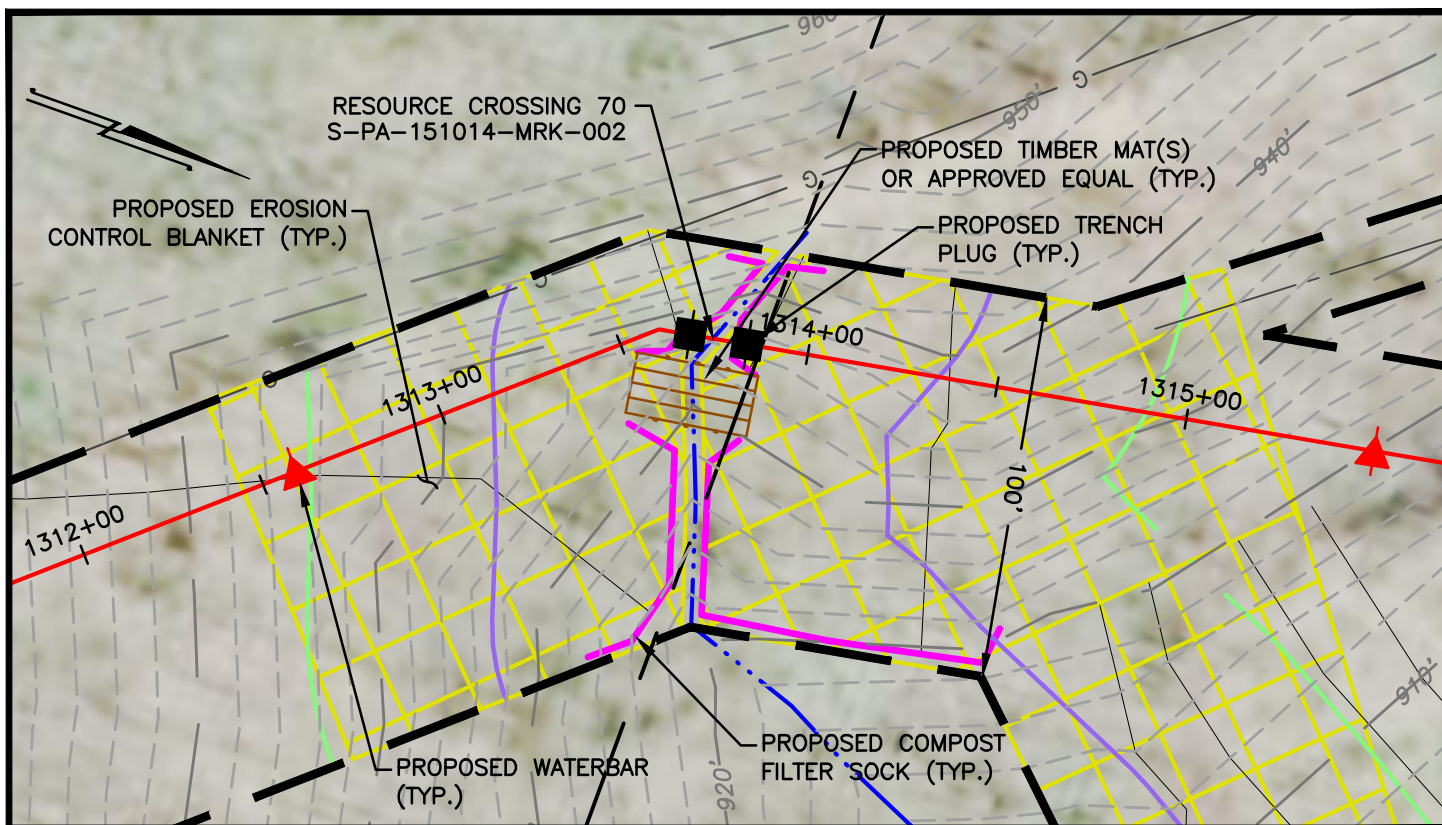 960'
G
RESOURCE CROSSING 70
S-PA-151014-MRK-002
950'
PROPOSED TIMBER MAT(S)
OR APPROVED EQUAL (TYP.)
940'
G
PROPOSED EROSION
CONTROL BLANKET (TYP.)
PROPOSED TRENCH
PLUG (TYP.)
G
1314+00
G
1313+00
1315+00
100'
1312+00
910'
PROPOSED COMPOST
FILTER SOCK (TYP.)
PROPOSED WATERBAR
(TYP.)
920'